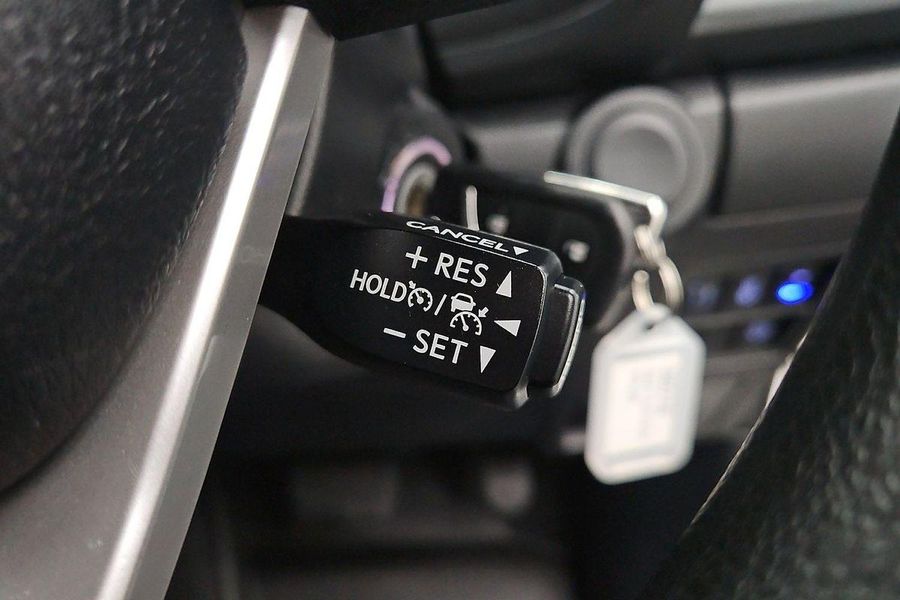 CANCEL
+ RES
HOLD /
− SET